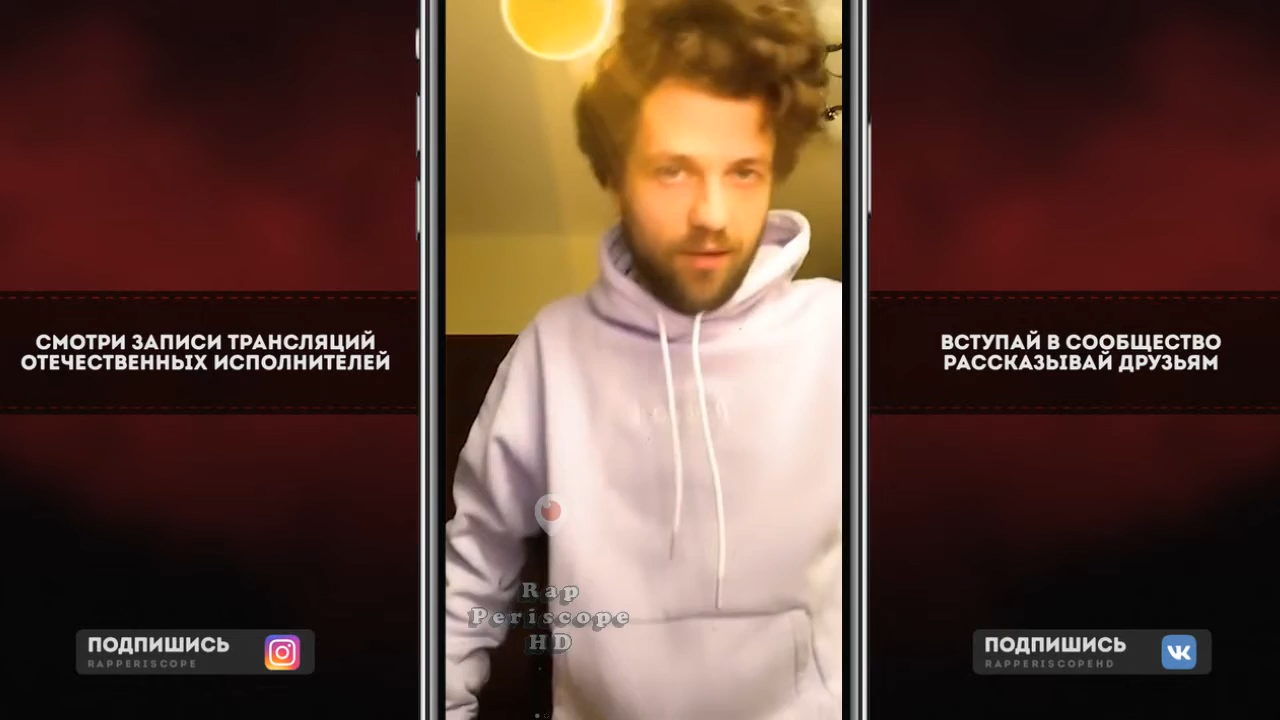 СМОТРИ ЗАПИСИ ТРАНСЛЯЦИЙ
ОТЕЧЕСТВЕННЫХ ИСПОЛНИТЕЛЕЙ
ВСТУПАЙ В СООБЩЕСТВО
РАССКАЗЫВАЙ ДРУЗЬЯМ
Rap
Periscope
HD
ПОДПИШИСЬ
RAPPERISCOPE
ПОДПИШИСЬ
RAPPERISCOPEHD